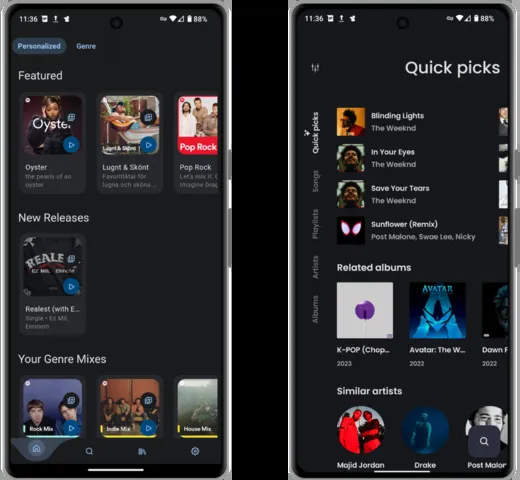 11:36
88%
Personalized
Genre
Featured
Oyster
Lugnt & Skönt
Pop Rock
Oyster
the pearls of an
oyster
Lugnt & Skönt
Favoritlåtar för
lugna och sköna ...
Pop Rock
Let's mix it. C
Imagine Drag
New Releases
REALE
Realest (with E...
Single • Ez Mil,
Eminem
Your Genre Mixes
Rock Mix
Indie Mix
House Mix
11:36
88%
Quick picks
Quick picks
Songs
Playlists
Artists
Albums
Blinding Lights
The Weeknd
In Your Eyes
The Weeknd
Save Your Tears
The Weeknd
Sunflower (Remix)
Post Malone, Swae Lee, Nicky
Related albums
AVATAR
K-POP (Chop...
2023
Avatar: The W...
2022
Dawn F
2022
Similar artists
Majid Jordan
Drake
Post Malon